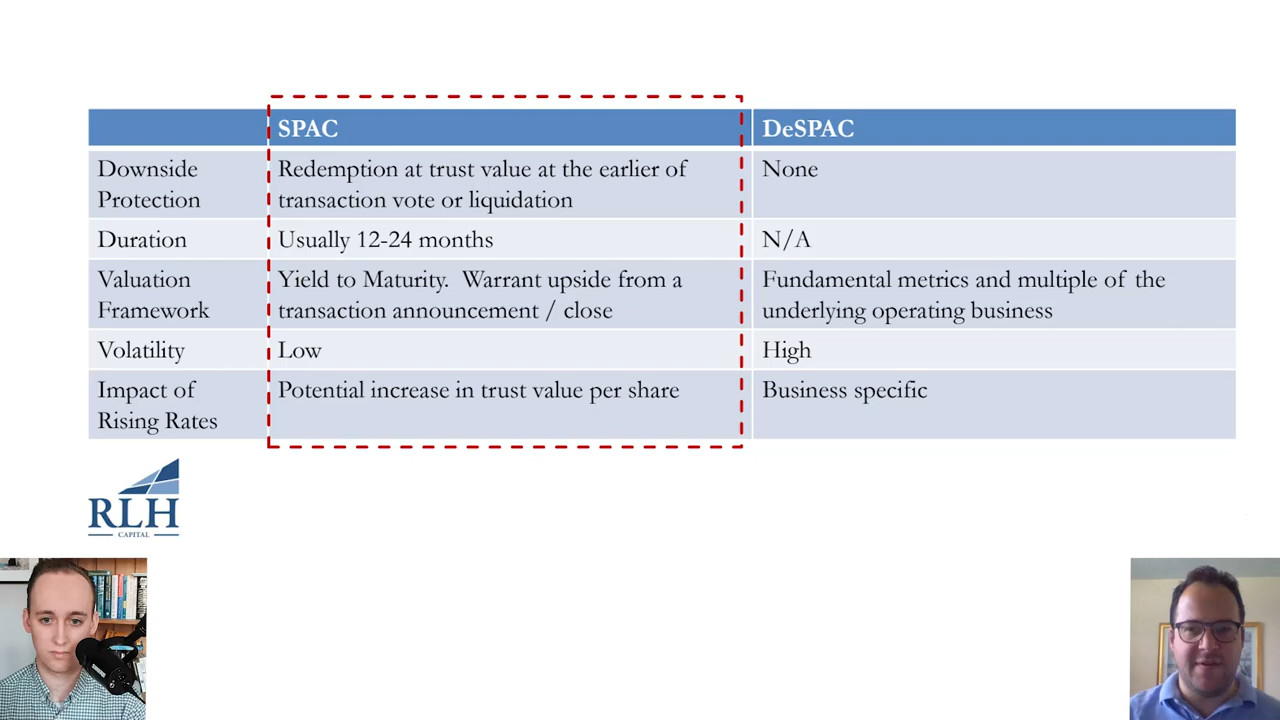 SPAC
DeSPAC
Downside
Protection
Redemption at trust value at the earlier of
transaction vote or liquidation
None
Duration
Usually 12-24 months
N/A
Valuation
Framework
Yield to Maturity.  Warrant upside from a
transaction announcement / close
Fundamental metrics and multiple of the
underlying operating business
Volatility
Low
High
Impact of
Rising Rates
Potential increase in trust value per share
Business specific
RLH
CAPITAL